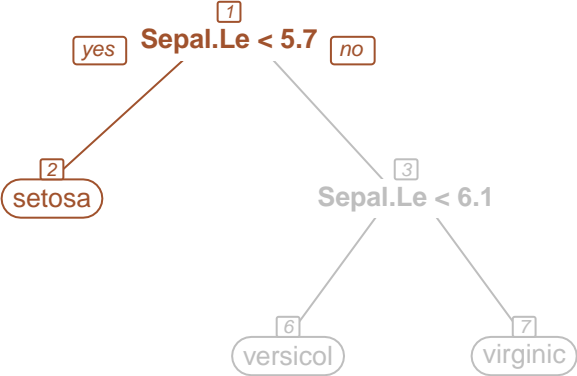 1
yes Sepal.Le < 5.7 no
2 3
setosa Sepal.Le < 6.1
6 7
versicol virginic